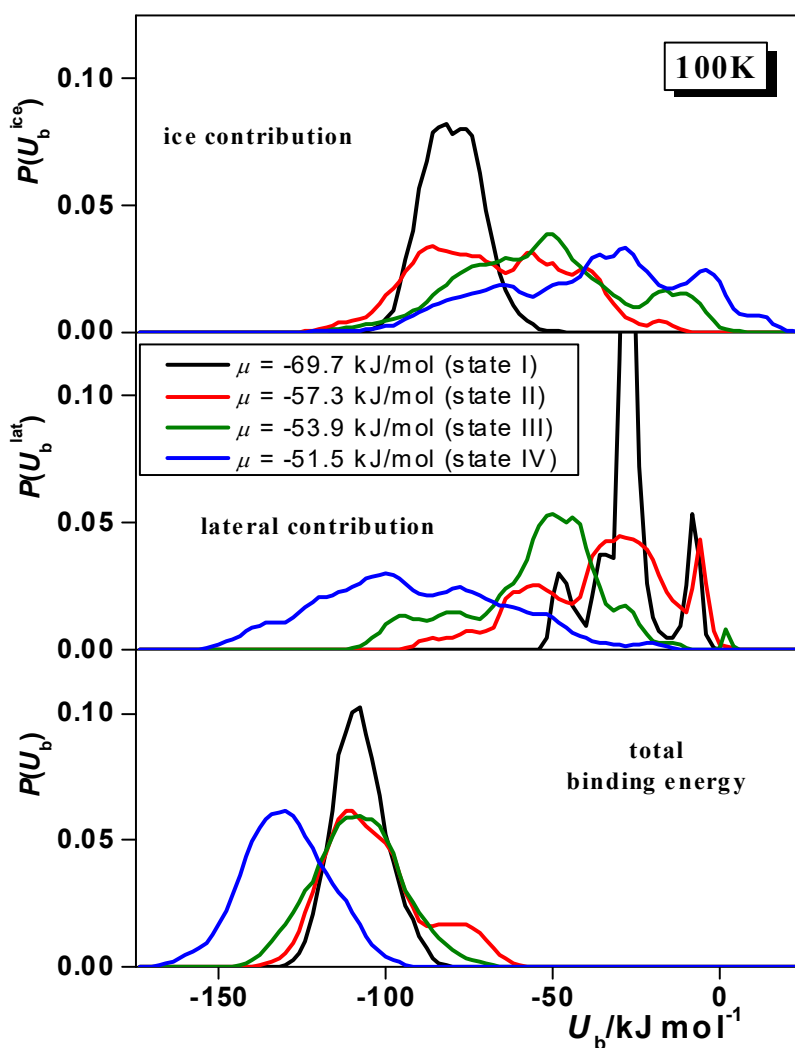 100K
0.10
P(U_b^ice)
ice contribution
0.05
0.00
μ = -69.7 kJ/mol (state I)
μ = -57.3 kJ/mol (state II)
μ = -53.9 kJ/mol (state III)
μ = -51.5 kJ/mol (state IV)
0.10
P(U_b^lat)
lateral contribution
0.05
0.00
0.10
P(U_b)
total
binding energy
0.05
0.00
-150 -100 -50 0
U_b/kJ mol^-1